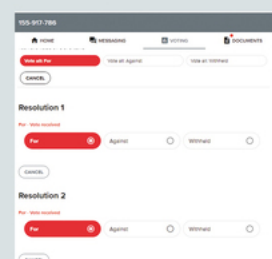 155-917-786
HOME MESSAGING VOTING DOCUMENTS
Vote all For Vote all Against Vote all Withheld
CANCEL
Resolution 1
For - Vote received
For Against Withheld
CANCEL
Resolution 2
For - Vote received
For Against Withheld
CANCEL